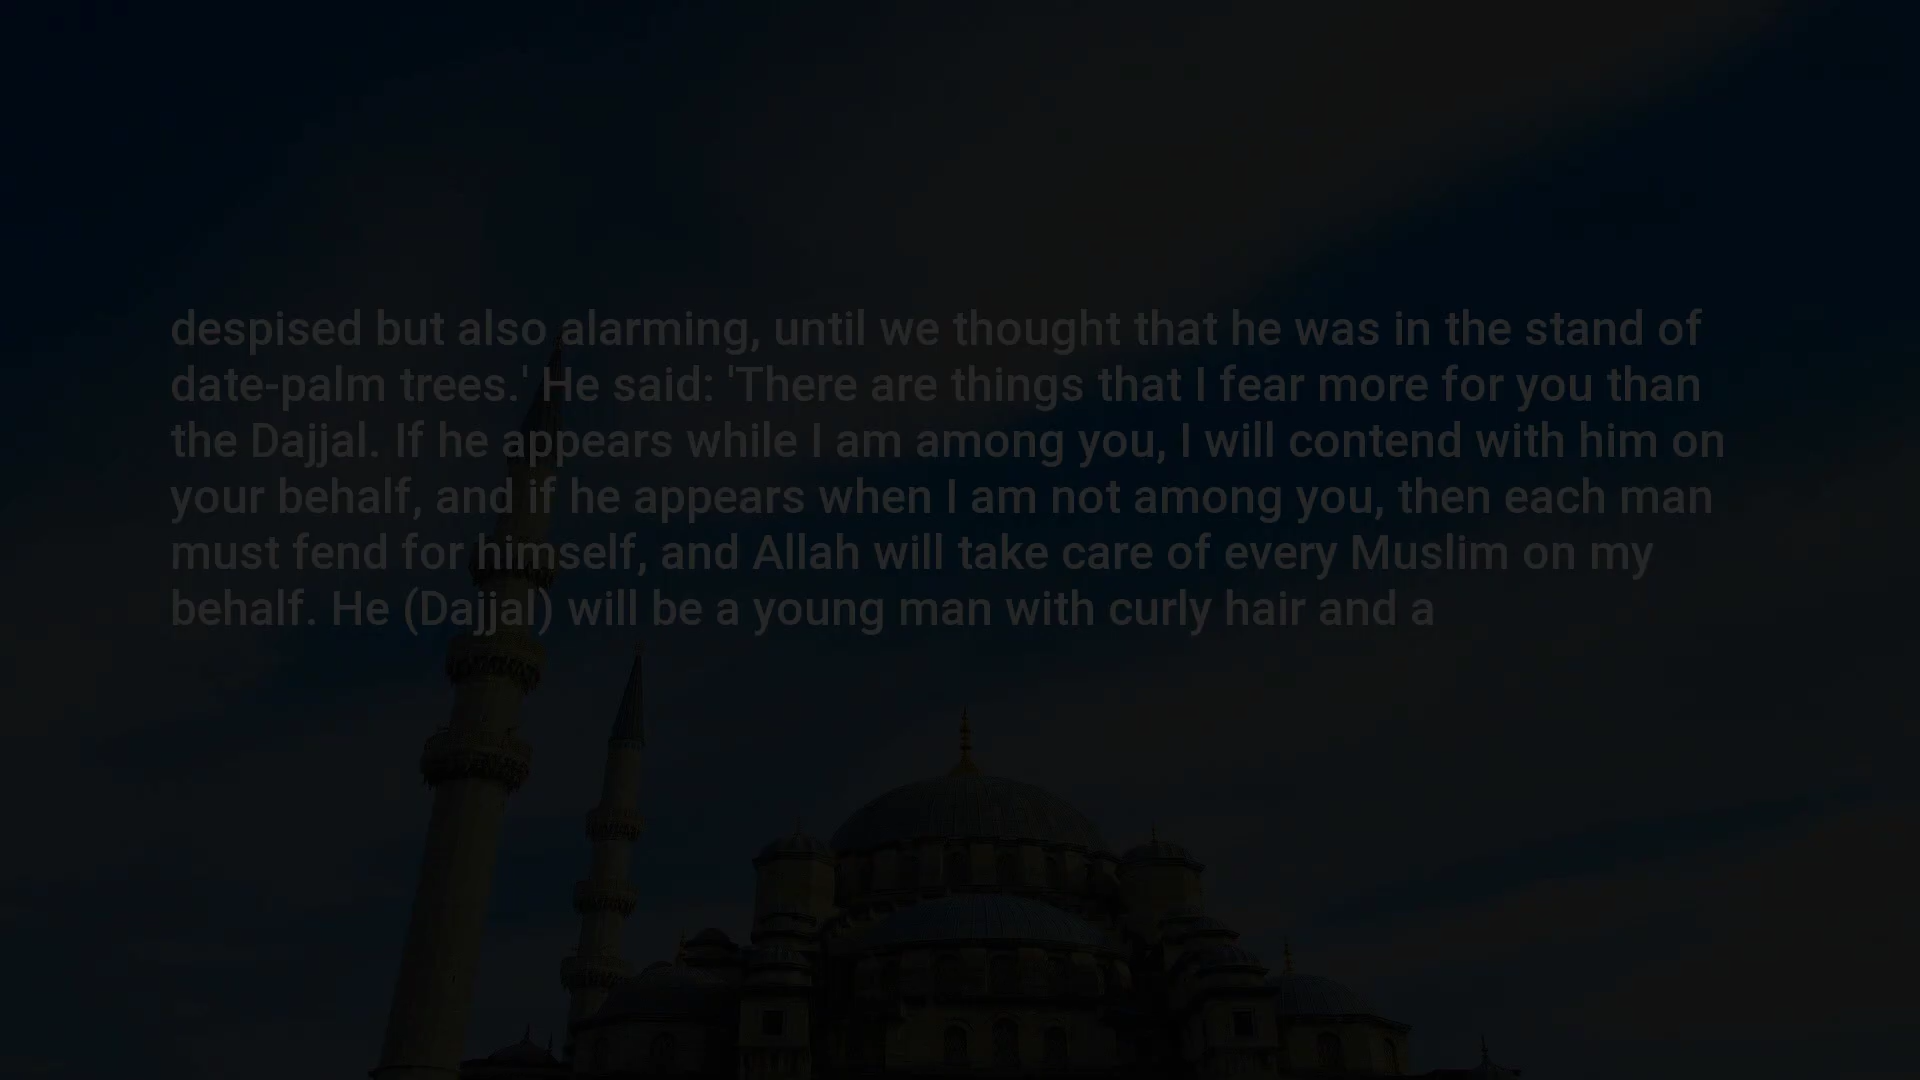 despised but also alarming, until we thought that he was in the stand of
date-palm trees.' He said: 'There are things that I fear more for you than
the Dajjal. If he appears while I am among you, I will contend with him on
your behalf, and if he appears when I am not among you, then each man
must fend for himself, and Allah will take care of every Muslim on my
behalf. He (Dajjal) will be a young man with curly hair and a